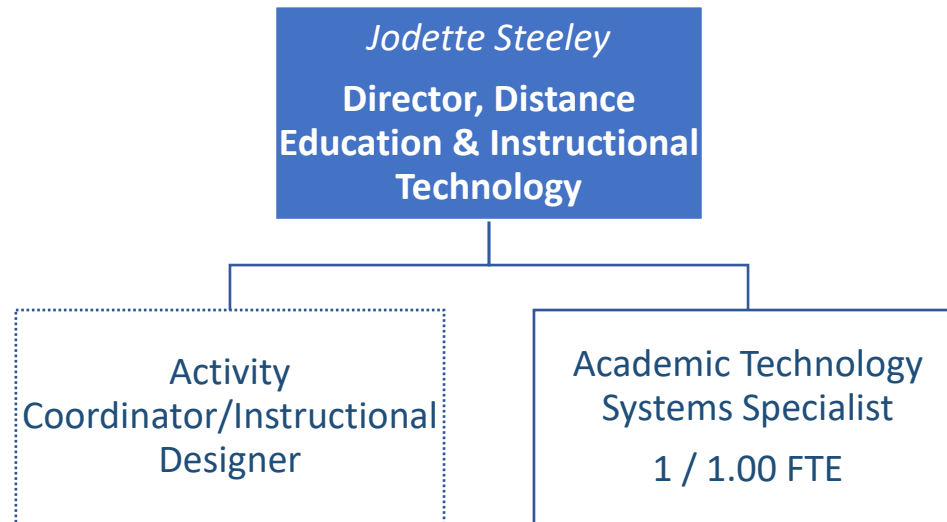 Jodette Steeley
Director, Distance
Education & Instructional
Technology
Activity
Coordinator/Instructional
Designer
Academic Technology
Systems Specialist
1 / 1.00 FTE